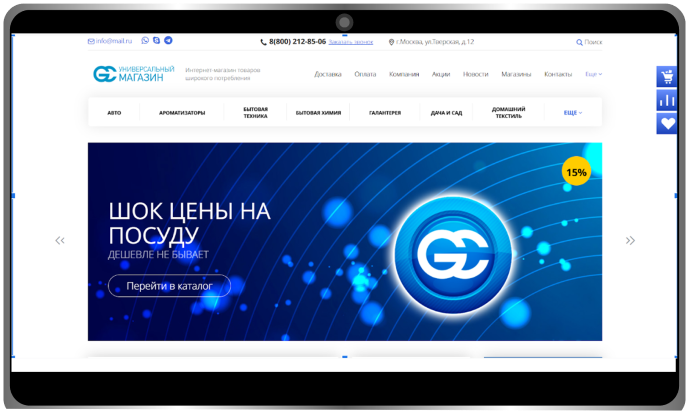 info@mail.ru
8(800) 212-85-06 Заказать звонок
г.Москва, ул.Тверская, д.12
Поиск
GC УНИВЕРСАЛЬНЫЙ
МАГАЗИН
Интернет-магазин товаров
широкого потребления
Доставка Оплата Компания Акции Новости Магазины Контакты Еще
АВТО АРОМАТИЗАТОРЫ БЫТОВАЯ
ТЕХНИКА БЫТОВАЯ ХИМИЯ ГАЛАНТЕРЕЯ ДАЧА И САД ДОМАШНИЙ
ТЕКСТИЛЬ ЕЩЕ
15%
ШОК ЦЕНЫ НА
ПОСУДУ
ДЕШЕВЛЕ НЕ БЫВАЕТ
Перейти в каталог
GC